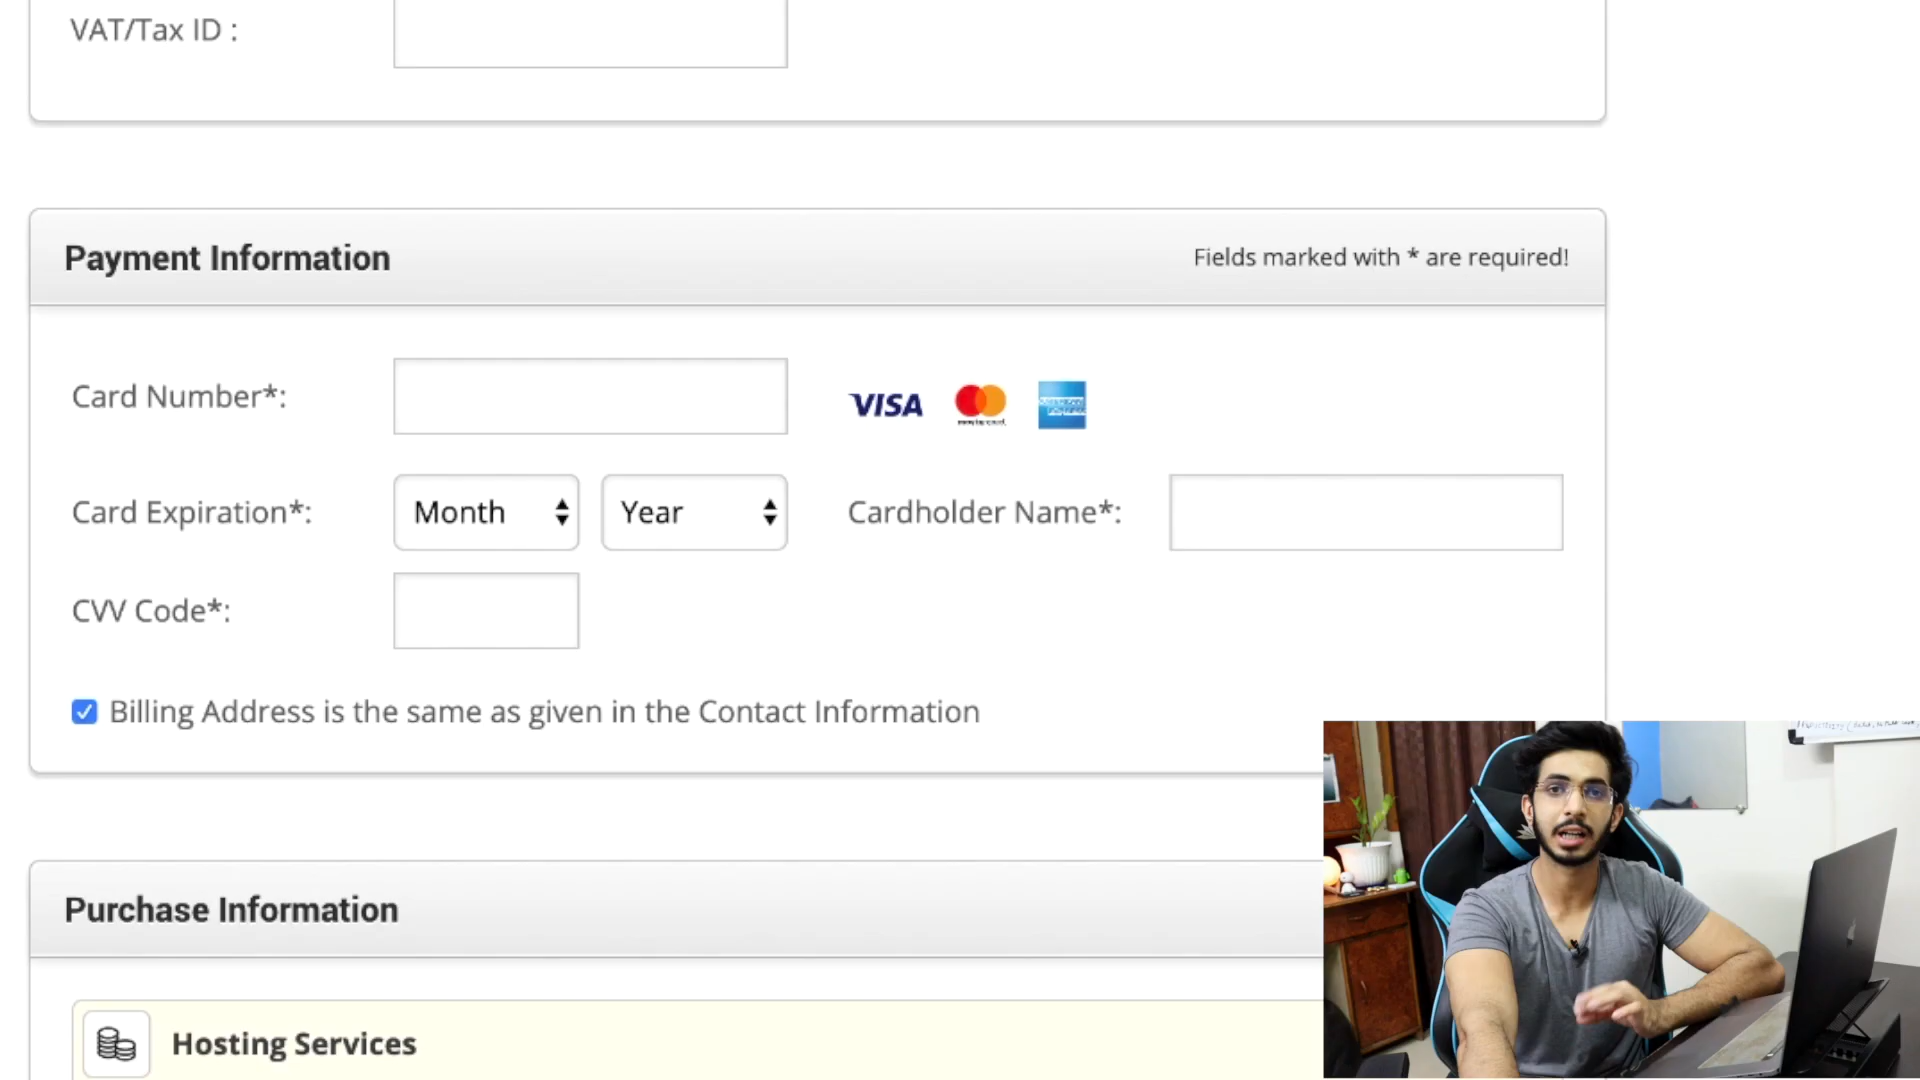 VAT/Tax ID :
Payment Information
Fields marked with * are required!
Card Number*:
VISA
Card Expiration*:
Month
Year
Cardholder Name*:
CVV Code*:
Billing Address is the same as given in the Contact Information
Purchase Information
Hosting Services